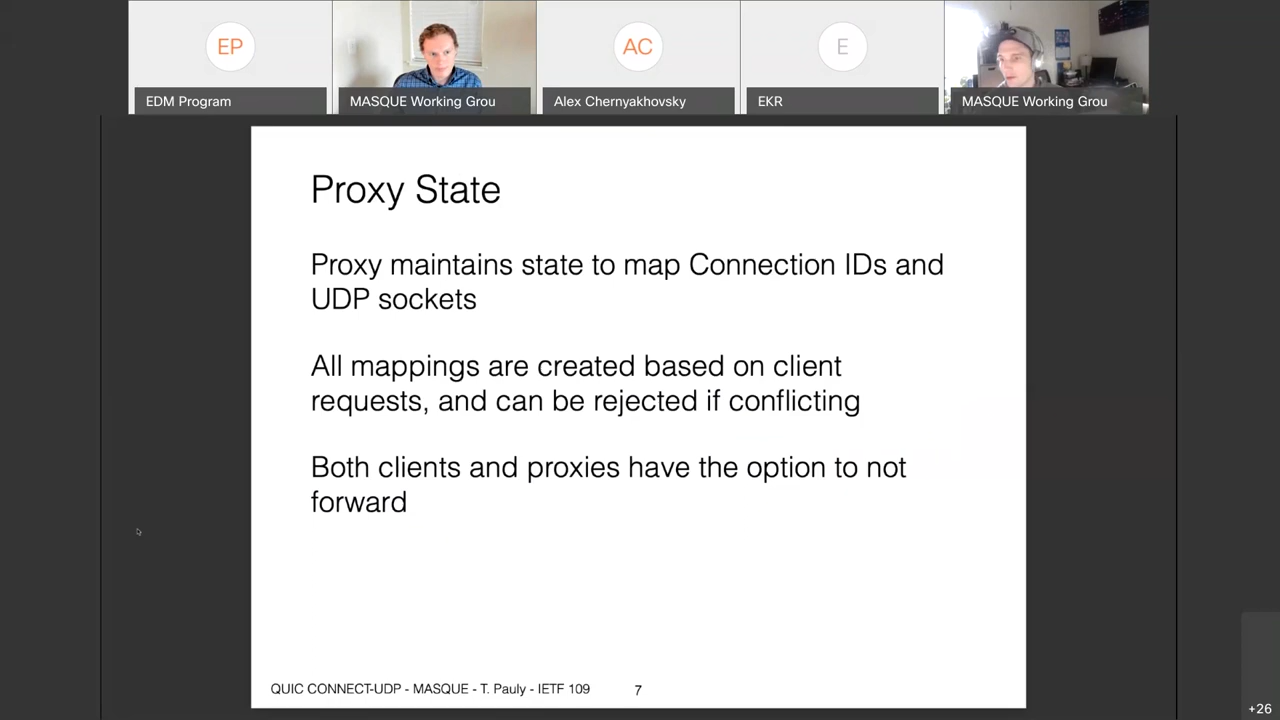 EP
AC
E
EDM Program
MASQUE Working Grou
Alex Chernyakhovsky
EKR
MASQUE Working Grou
Proxy State
Proxy maintains state to map Connection IDs and
UDP sockets
All mappings are created based on client
requests, and can be rejected if conflicting
Both clients and proxies have the option to not
forward
QUIC CONNECT-UDP - MASQUE - T. Pauly - IETF 109
7
+26